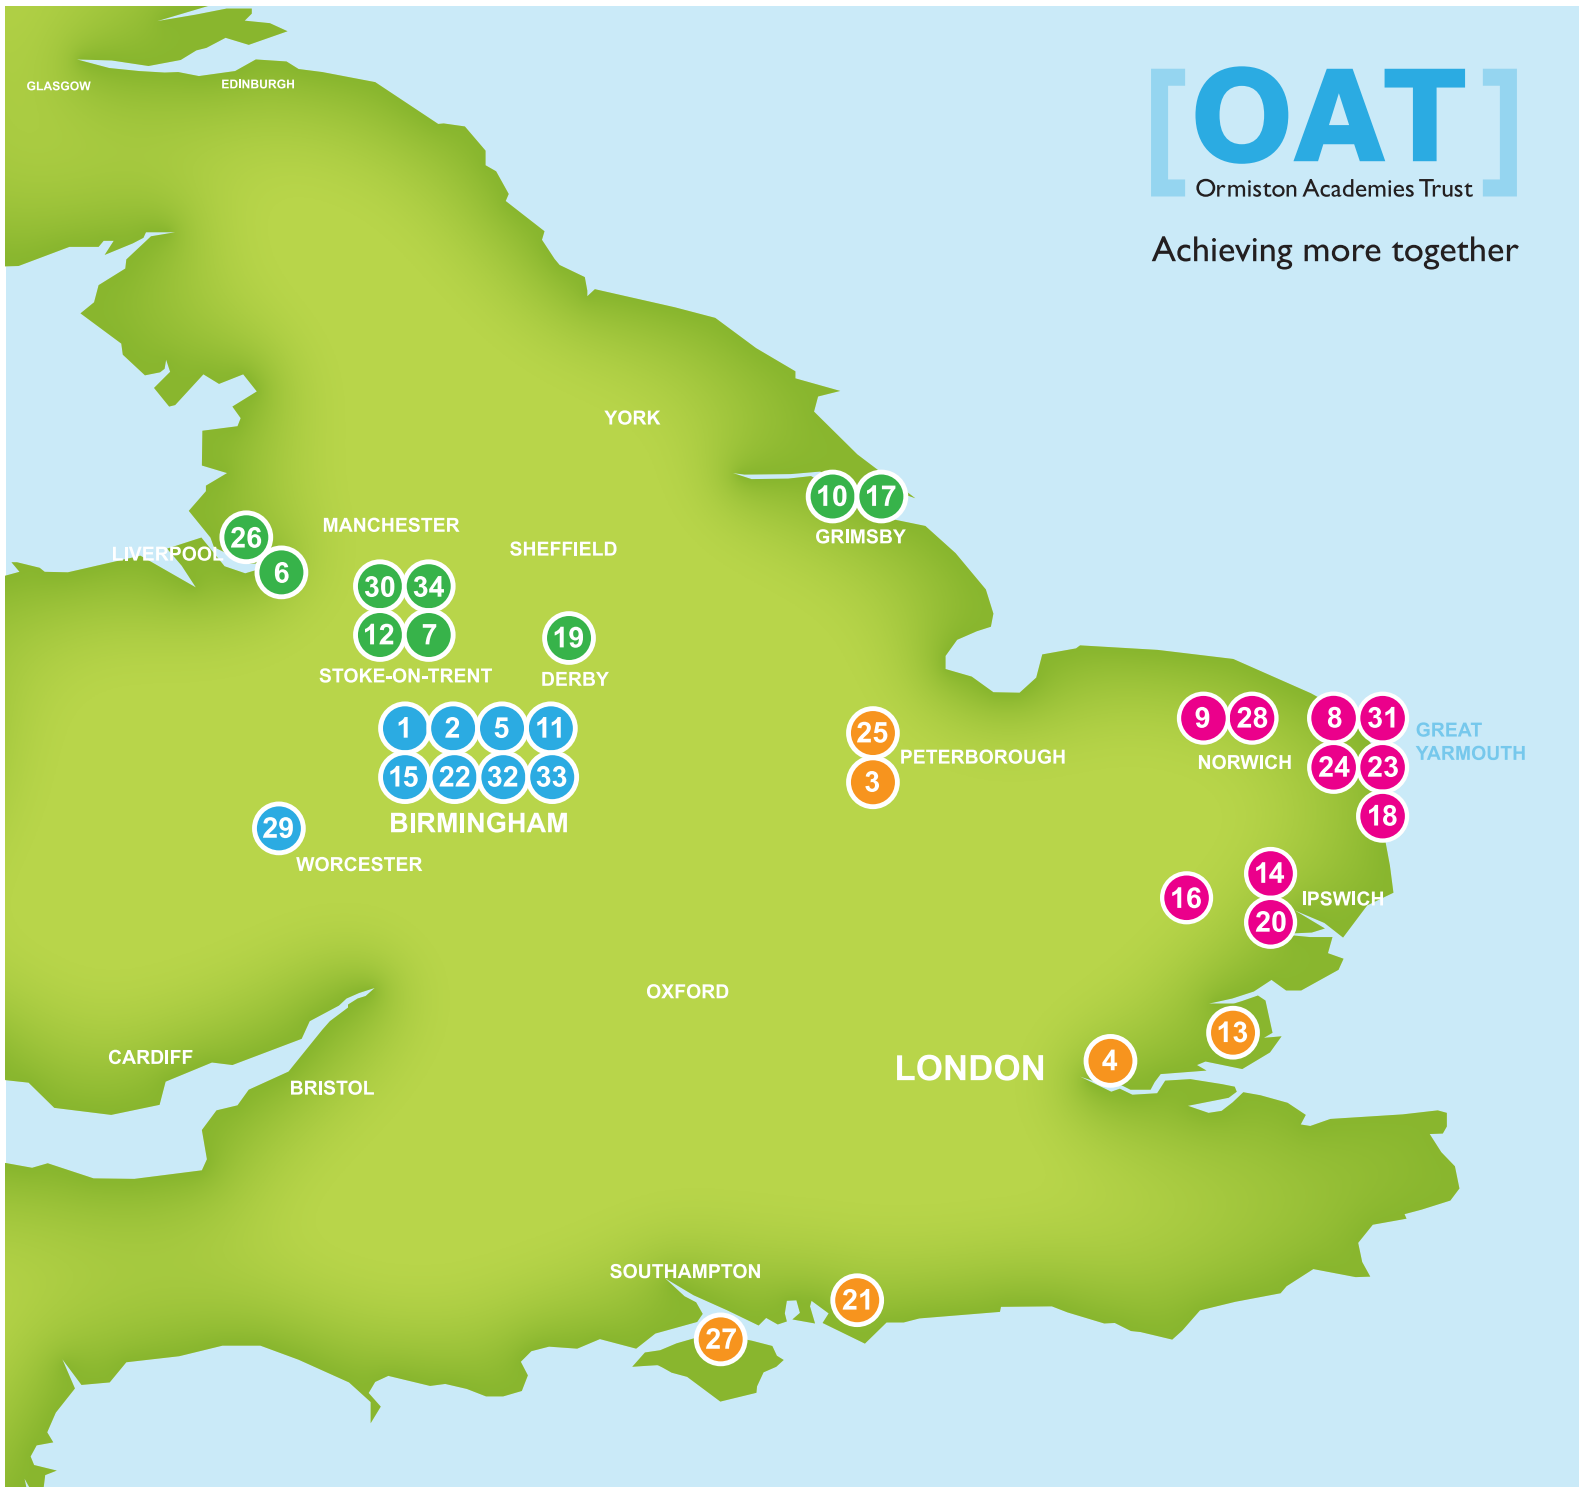 GLASGOW
EDINBURGH
[OAT]
Ormiston Academies Trust
Achieving more together
YORK
10 17
GRIMSBY
MANCHESTER
SHEFFIELD
26
LIVERPOOL
6
30 34
12 7
STOKE-ON-TRENT
19
DERBY
1 2 5 11
15 22 32 33
BIRMINGHAM
29
WORCESTER
25
PETERBOROUGH
3
9 28
NORWICH
8 31
24 23
18
GREAT
YARMOUTH
14
16
IPSWICH
20
OXFORD
CARDIFF
BRISTOL
LONDON
4
13
SOUTHAMPTON
21
27